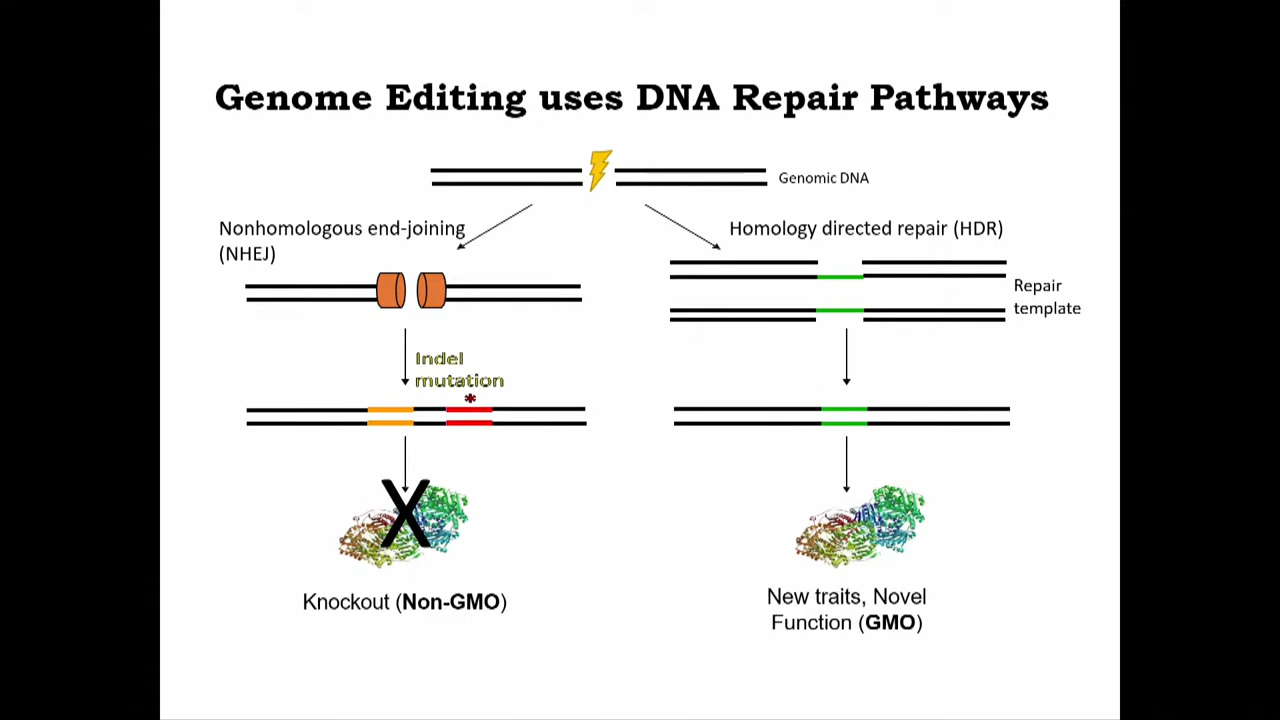 Genome Editing uses DNA Repair Pathways
Genomic DNA
Nonhomologous end-joining
(NHEJ)
Homology directed repair (HDR)
Repair
template
Indel
mutation
*
X
Knockout (Non-GMO)
New traits, Novel
Function (GMO)